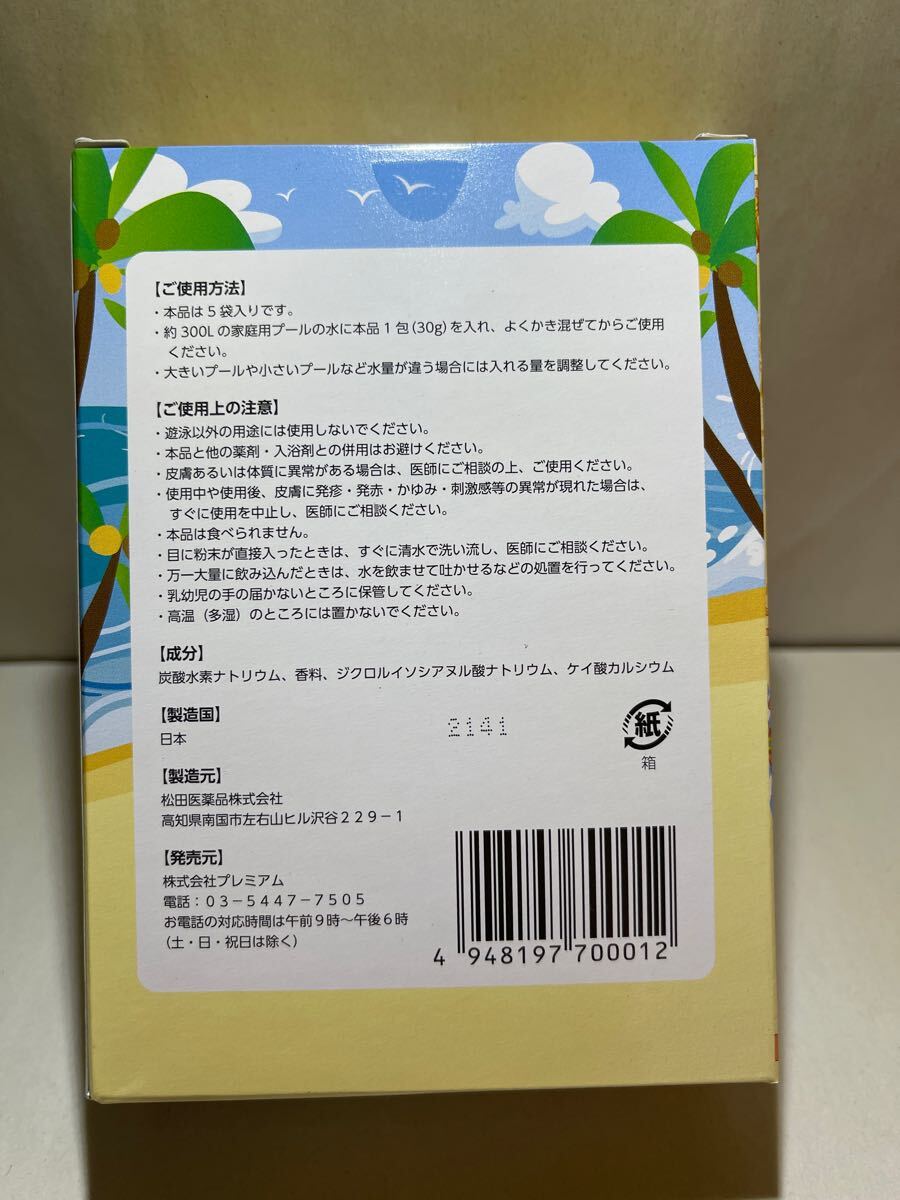 【ご使用方法】
・本品は5袋入りです。
・約300Lの家庭用プールの水に本品1包(30g)を入れ、よくかき混ぜてからご使用
ください。
・大きいプールや小さいプールなど水量が違う場合には入れる量を調整してください。
【ご使用上の注意】
・遊泳以外の用途には使用しないでください。
・本品と他の薬剤・入浴剤との併用はお避けください。
・皮膚あるいは体質に異常がある場合は、医師にご相談の上、ご使用ください。
・使用中や使用後、皮膚に発疹・発赤・かゆみ・刺激感等の異常が現れた場合は、
すぐに使用を中止し、医師にご相談ください。
・本品は食べられません。
・目に粉末が直接入ったときは、すぐに清水で洗い流し、医師にご相談ください。
・万一大量に飲み込んだときは、水を飲ませて吐かせるなどの処置を行ってください。
・乳幼児の手の届かないところに保管してください。
・高温（多湿）のところには置かないでください。
【成分】
炭酸水素ナトリウム、香料、ジクロルイソシアヌル酸ナトリウム、ケイ酸カルシウム
【製造国】
日本
2141
紙
箱
【製造元】
松田医薬品株式会社
高知県南国市左右山ヒル沢谷229-1
【発売元】
株式会社プレミアム
電話：03-5447-7505
お電話の対応時間は午前9時〜午後6時
（土・日・祝日は除く）
4 948197 700012